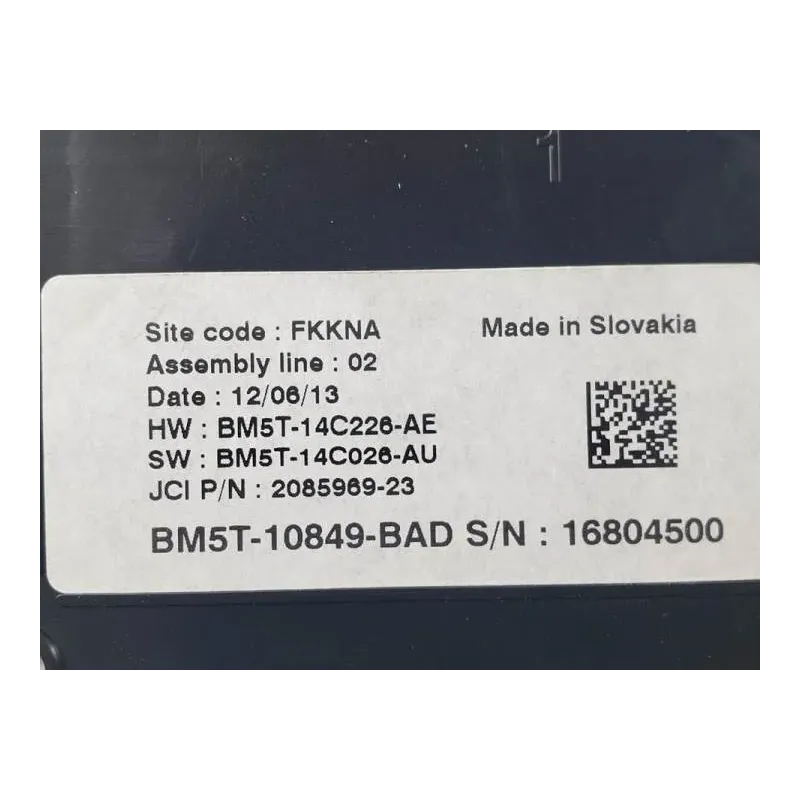 1
Site code : FKKNA Made in Slovakia
Assembly line : 02
Date : 12/06/13
HW : BM5T-14C226-AE
SW : BM5T-14C026-AU
JCI P/N : 2085969-23
BM5T-10849-BAD S/N : 16804500